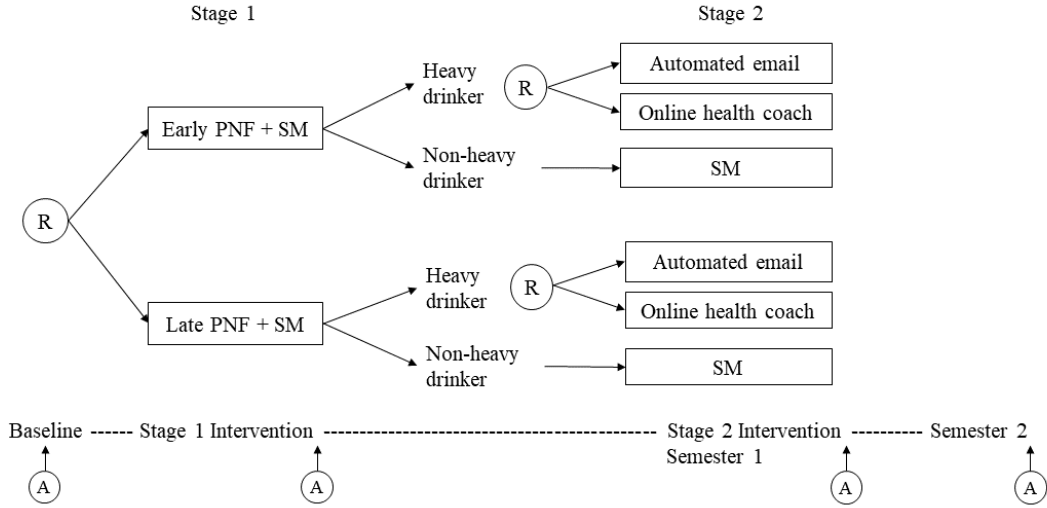 Stage 1
Stage 2
Heavy
drinker
R
Automated email
Online health coach
Early PNF + SM
Non-heavy
drinker
SM
R
Heavy
drinker
R
Automated email
Online health coach
Late PNF + SM
Non-heavy
drinker
SM
Baseline ------ Stage 1 Intervention ----------------------------------- Stage 2 Intervention -------- Semester 2
Semester 1
A
A
A
A